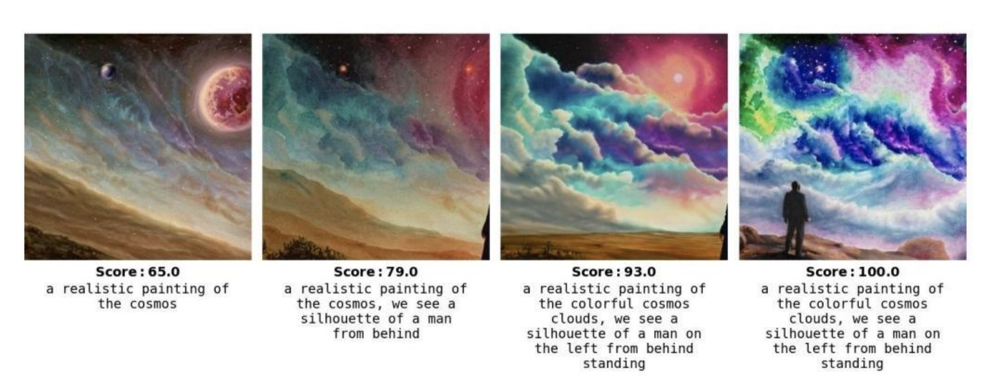 Score: 65.0
a realistic painting of
the cosmos
Score: 79.0
a realistic painting of
the cosmos, we see a
silhouette of a man
from behind
Score: 93.0
a realistic painting of
the colorful cosmos
clouds, we see a
silhouette of a man on
the left from behind
standing
Score: 100.0
a realistic painting of
the colorful cosmos
clouds, we see a
silhouette of a man on
the left from behind
standing